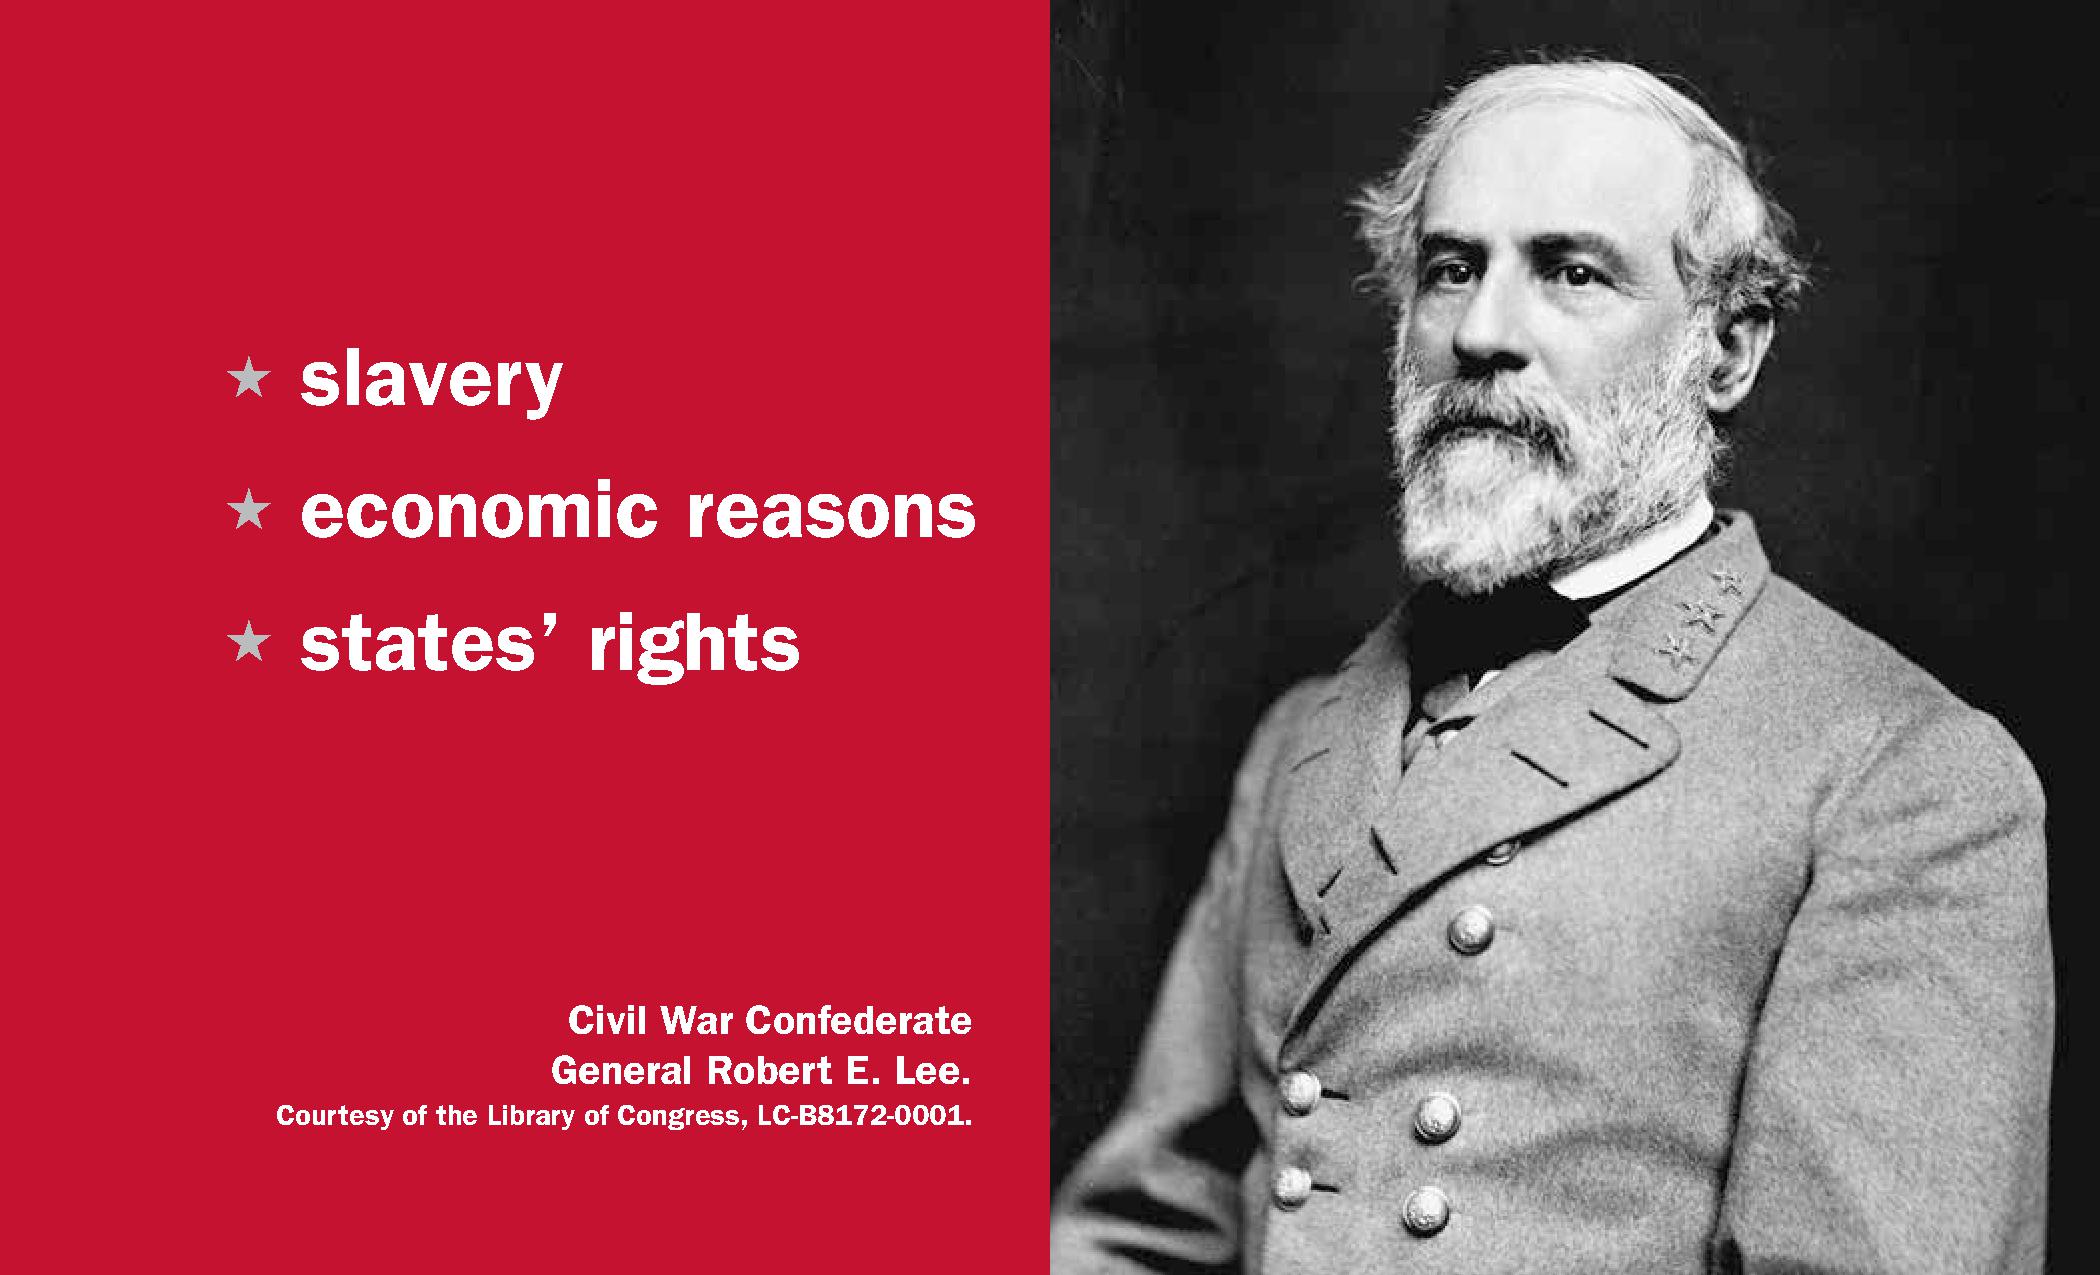 ★ slavery
★ economic reasons
★ states’ rights
Civil War Confederate
General Robert E. Lee.
Courtesy of the Library of Congress, LC-B8172-0001.